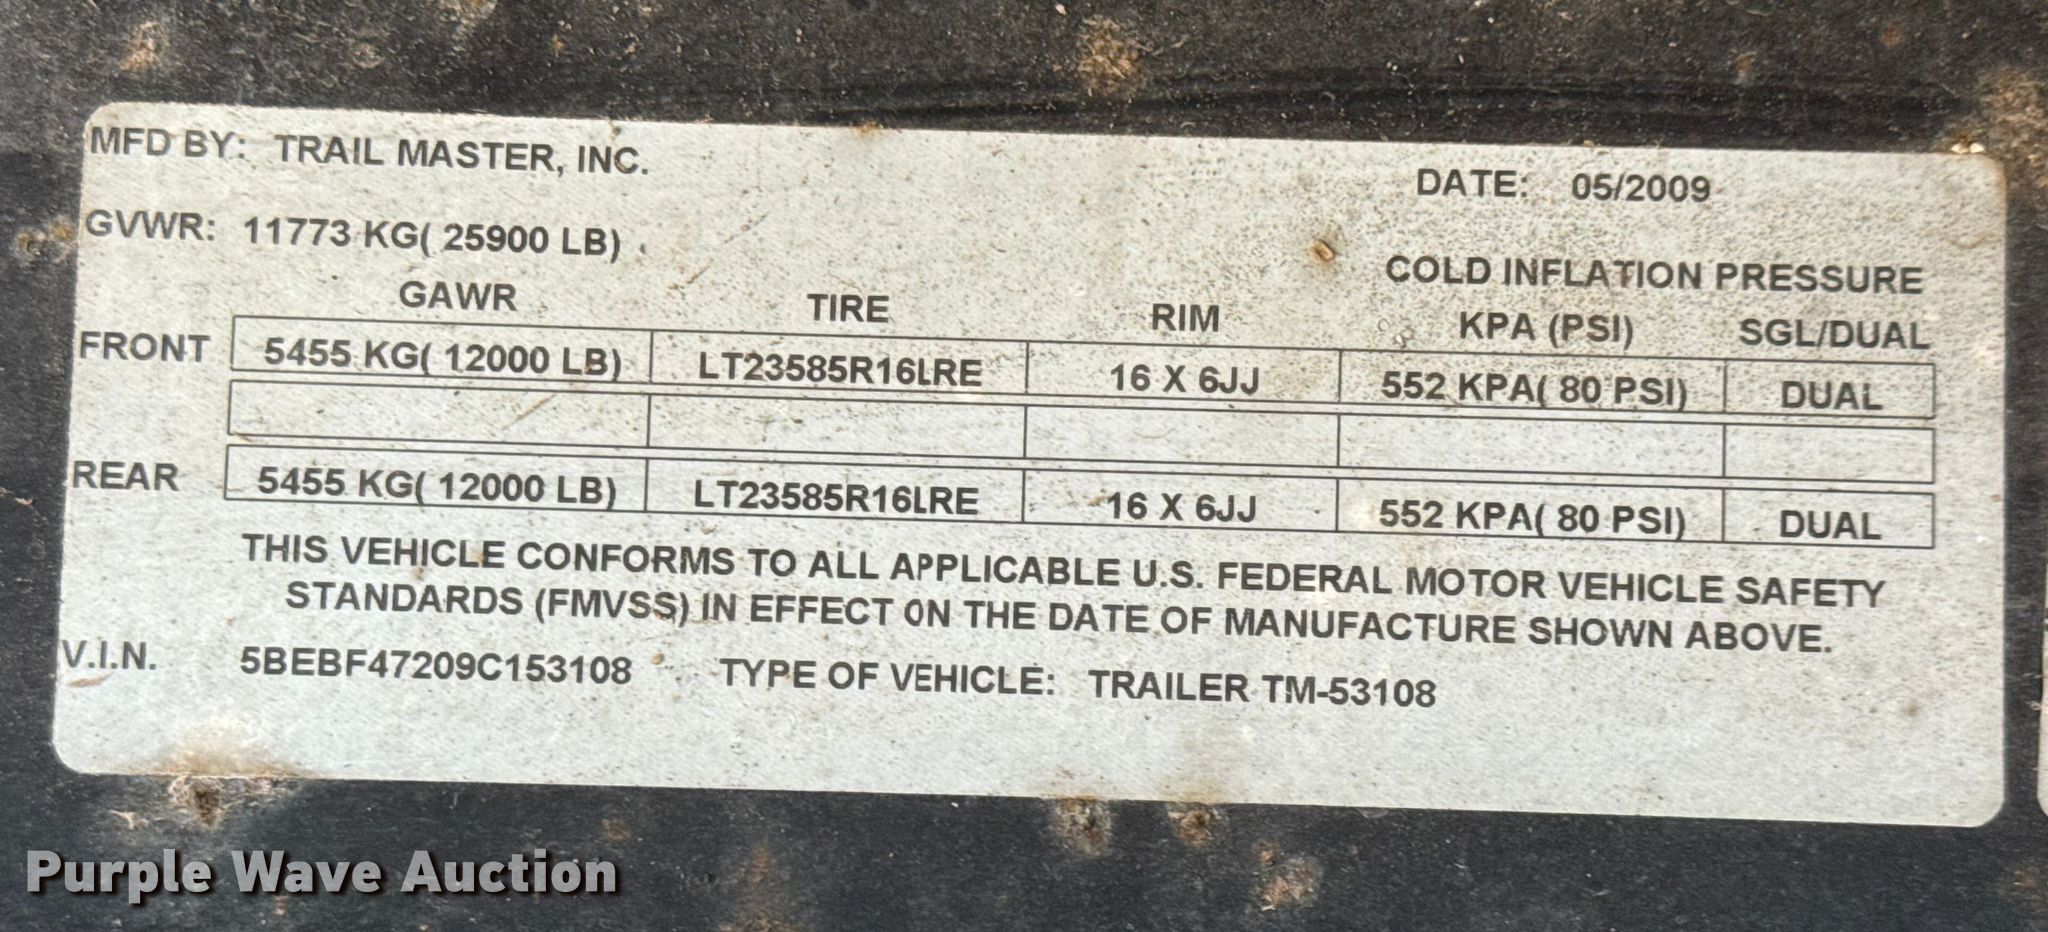 MFD BY: TRAIL MASTER, INC.
DATE: 05/2009
GVWR: 11773 KG( 25900 LB)
COLD INFLATION PRESSURE
GAWR TIRE RIM KPA (PSI) SGL/DUAL
FRONT 5455 KG( 12000 LB) LT23585R16LRE 16 X 6JJ 552 KPA( 80 PSI) DUAL
REAR 5455 KG( 12000 LB) LT23585R16LRE 16 X 6JJ 552 KPA( 80 PSI) DUAL
THIS VEHICLE CONFORMS TO ALL APPLICABLE U.S. FEDERAL MOTOR VEHICLE SAFETY
STANDARDS (FMVSS) IN EFFECT ON THE DATE OF MANUFACTURE SHOWN ABOVE.
V.I.N. 5BEBF47209C153108 TYPE OF VEHICLE: TRAILER TM-53108
Purple Wave Auction